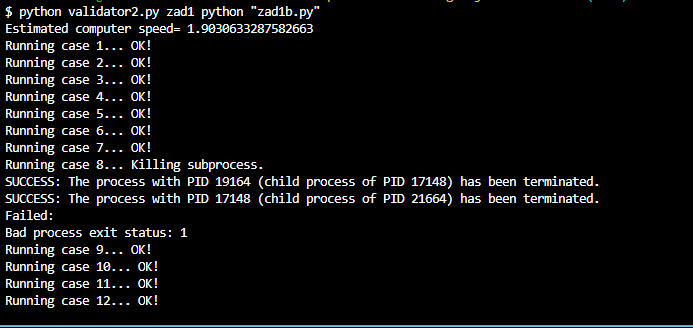 $ python validator2.py zad1 python "zad1b.py"
Estimated computer speed= 1.9030633287582663
Running case 1... OK!
Running case 2... OK!
Running case 3... OK!
Running case 4... OK!
Running case 5... OK!
Running case 6... OK!
Running case 7... OK!
Running case 8... Killing subprocess.
SUCCESS: The process with PID 19164 (child process of PID 17148) has been terminated.
SUCCESS: The process with PID 17148 (child process of PID 21664) has been terminated.
Failed:
Bad process exit status: 1
Running case 9... OK!
Running case 10... OK!
Running case 11... OK!
Running case 12... OK!